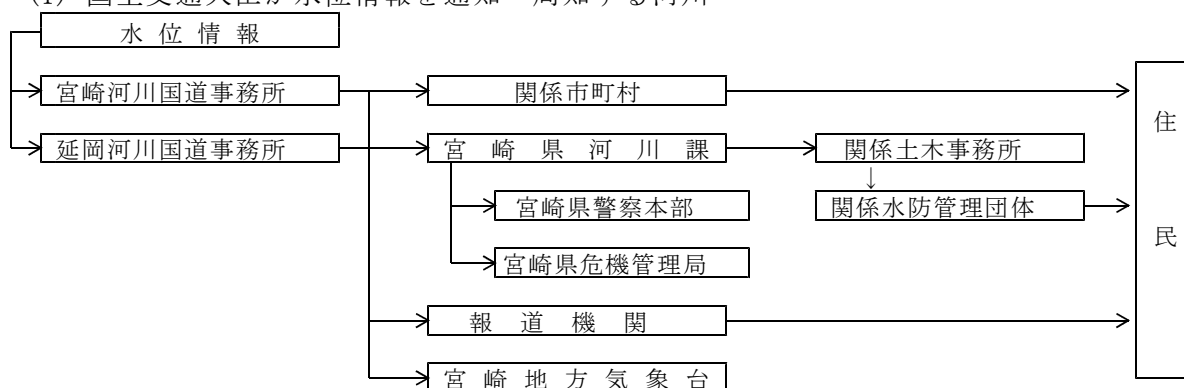 (1) 国土交通大臣が水位情報を通知・周知する河川
水位情報
宮崎河川国道事務所
関係市町村
延岡河川国道事務所
宮崎県河川課
関係土木事務所
↓
宮崎県警察本部
関係水防管理団体
宮崎県危機管理局
報道機関
宮崎地方気象台
住民